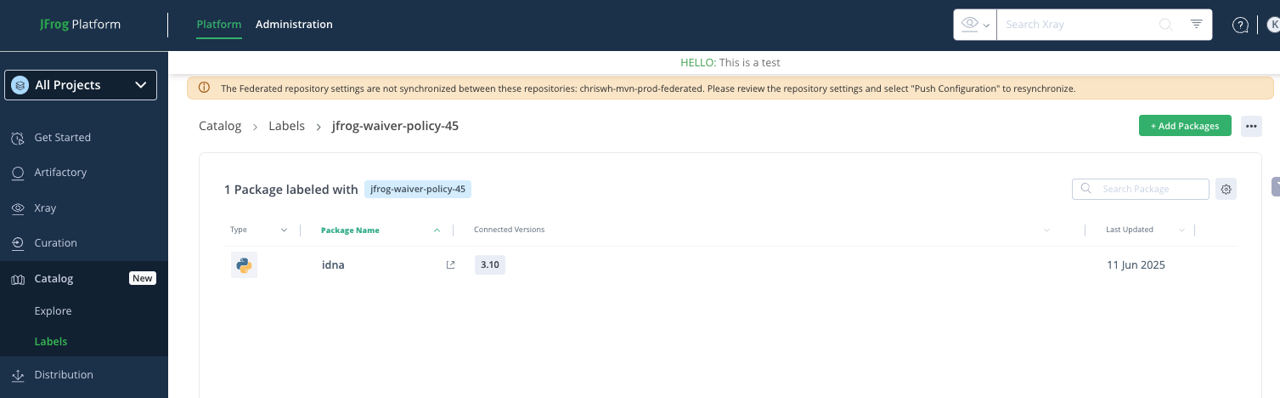 JFrog Platform
Platform Administration
Search Xray
K
HELLO: This is a test
All Projects
The Federated repository settings are not synchronized between these repositories: chriswh-mvn-prod-federated. Please review the repository settings and select "Push Configuration" to resynchronize.
Catalog > Labels > jfrog-waiver-policy-45
+ Add Packages
Get Started
Artifactory
Xray
Curation
Catalog New
Explore
Labels
Distribution
1 Package labeled with jfrog-waiver-policy-45
Search Package
Type Package Name Connected Versions Last Updated
idna 3.10 11 Jun 2025